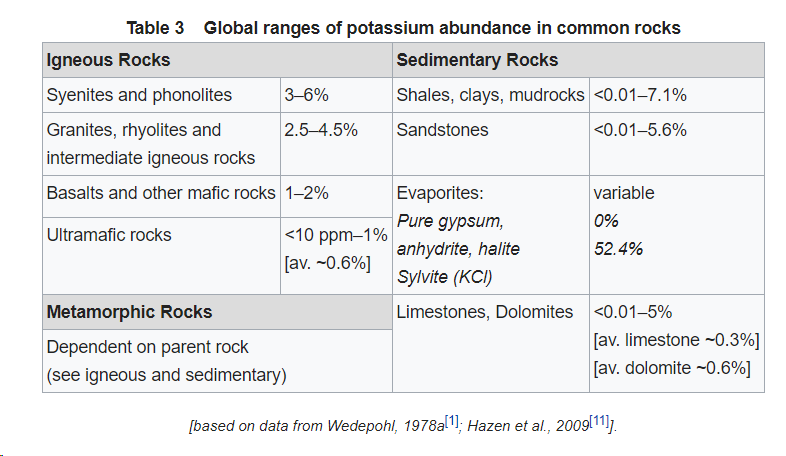 Table 3 Global ranges of potassium abundance in common rocks
Igneous Rocks
Sedimentary Rocks
Syenites and phonolites
3–6%
Shales, clays, mudrocks
<0.01–7.1%
Granites, rhyolites and
intermediate igneous rocks
2.5–4.5%
Sandstones
<0.01–5.6%
Basalts and other mafic rocks
1–2%
Evaporites:
Pure gypsum,
anhydrite, halite
Sylvite (KCl)
variable
0%
52.4%
Ultramafic rocks
<10 ppm–1%
[av. ~0.6%]
Metamorphic Rocks
Limestones, Dolomites
<0.01–5%
[av. limestone ~0.3%]
[av. dolomite ~0.6%]
Dependent on parent rock
(see igneous and sedimentary)
[based on data from Wedepohl, 1978a[1]; Hazen et al., 2009[11]].